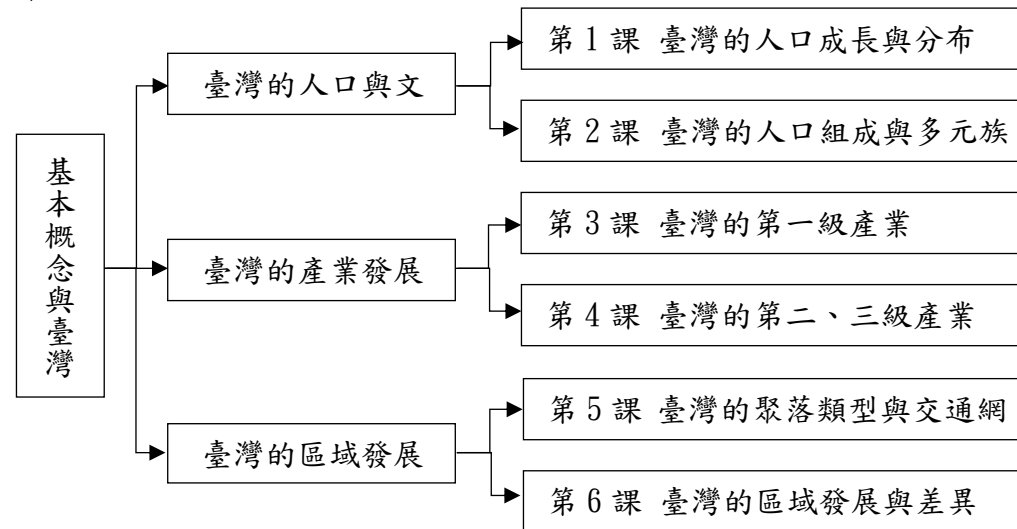 基本概念與臺灣
臺灣的人口與文
第1課 臺灣的人口成長與分布
第2課 臺灣的人口組成與多元族
臺灣的產業發展
第3課 臺灣的第一級產業
第4課 臺灣的第二、三級產業
臺灣的區域發展
第5課 臺灣的聚落類型與交通網
第6課 臺灣的區域發展與差異